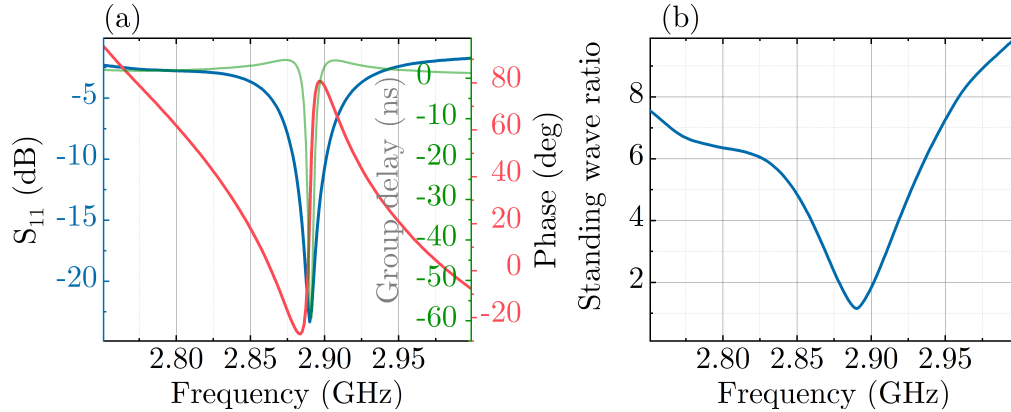 (a)
(b)
S11 (dB)
-5
-10
-15
-20
Group delay (ns)
0
-10
-20
-30
-40
-50
-60
Phase (deg)
80
60
40
20
0
-20
2.80 2.85 2.90 2.95
Frequency (GHz)
Standing wave ratio
8
6
4
2
2.80 2.85 2.90 2.95
Frequency (GHz)